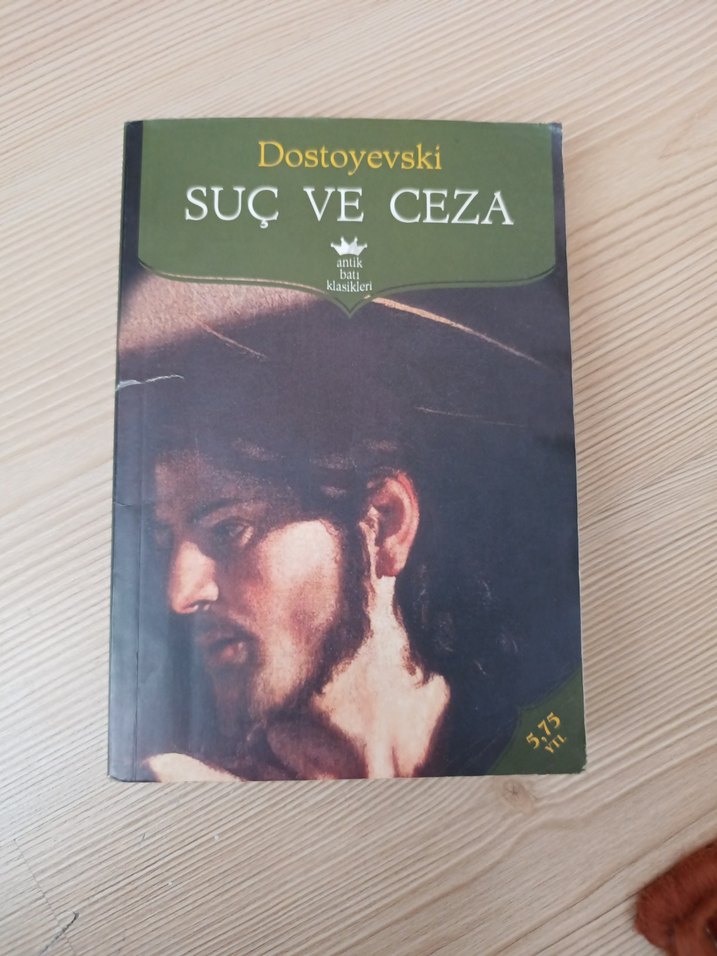 Dostoyevski
SUÇ VE CEZA
antik
batı
klasikleri
5,75
YTL